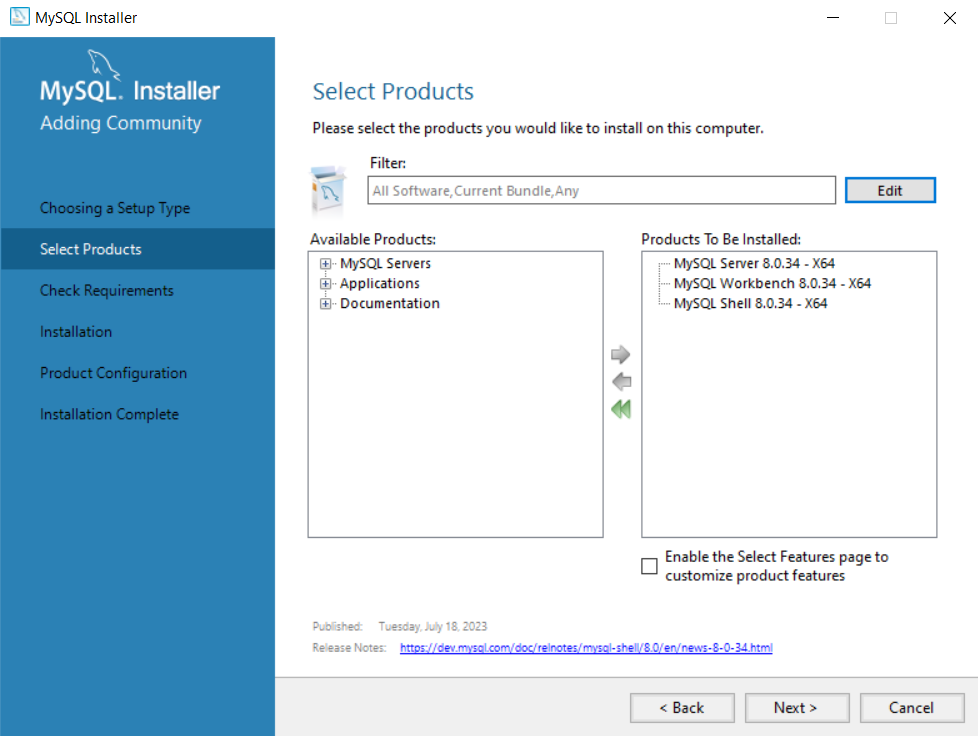 MySQL Installer
MySQL. Installer
Adding Community
Choosing a Setup Type
Select Products
Check Requirements
Installation
Product Configuration
Installation Complete
Select Products
Please select the products you would like to install on this computer.
Filter:
All Software,Current Bundle,Any
Edit
Available Products:
MySQL Servers
Applications
Documentation
Products To Be Installed:
MySQL Server 8.0.34 - X64
MySQL Workbench 8.0.34 - X64
MySQL Shell 8.0.34 - X64
Enable the Select Features page to
customize product features
Published: Tuesday, July 18, 2023
Release Notes: https://dev.mysql.com/doc/relnotes/mysql-shell/8.0/en/news-8-0-34.html
< Back
Next >
Cancel